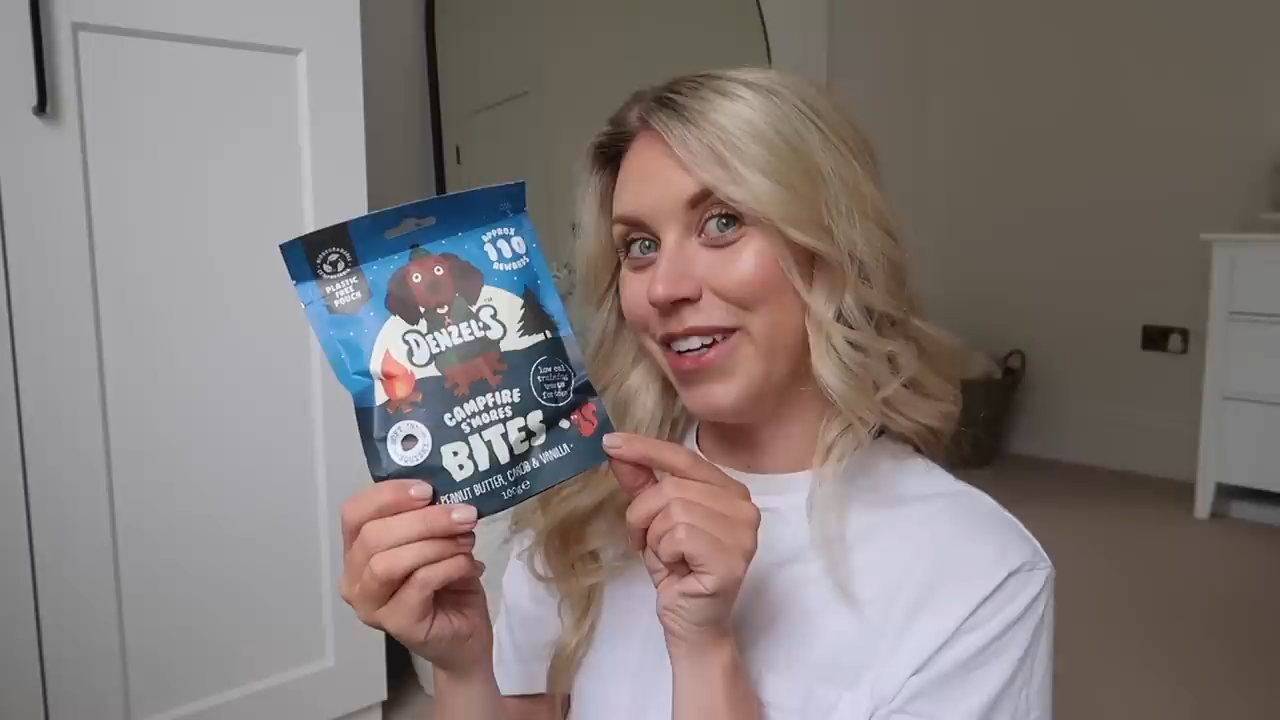 PLASTIC
FREE
POUCH
APPROX
110
REWARDS
DENZEL'S
TM
low cal
training
treats
for dogs
CAMPFIRE
S'MORES
BITES
PEANUT BUTTER, CAROB & VANILLA
100g e